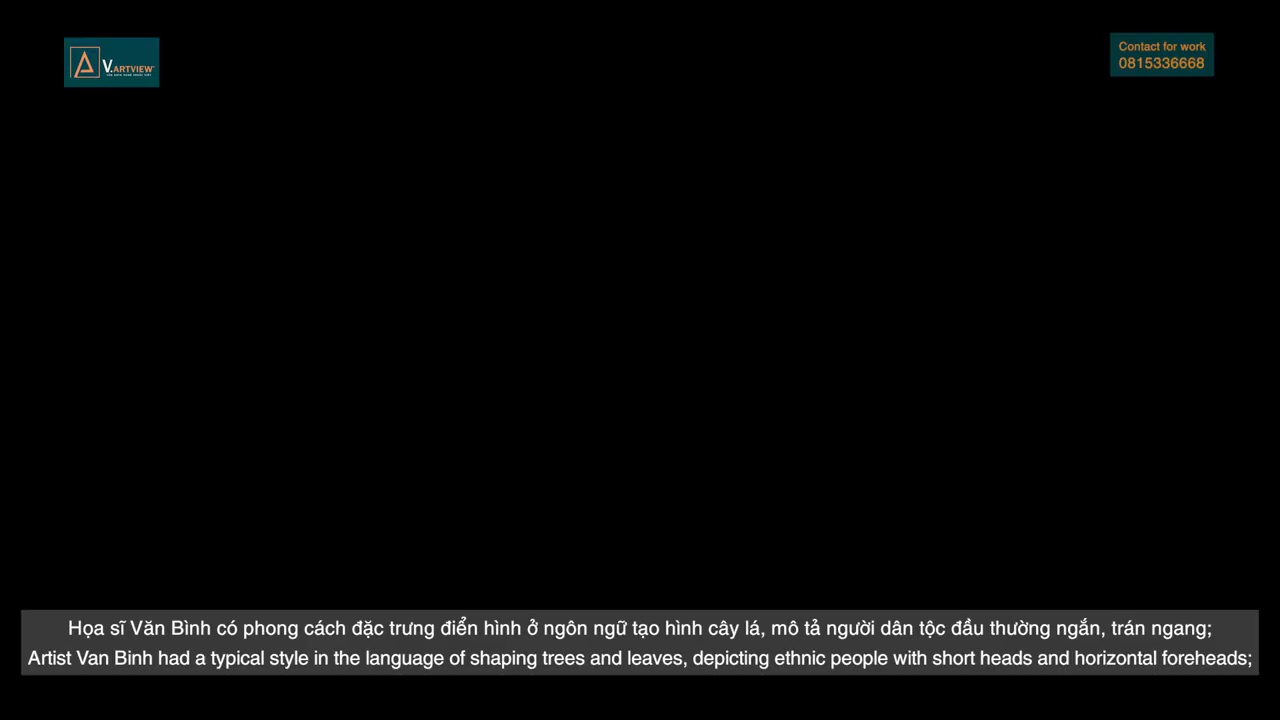 V.ARTVIEW
Contact for work
0815336668
Họa sĩ Văn Bình có phong cách đặc trưng điển hình ở ngôn ngữ tạo hình cây lá, mô tả người dân tộc đầu thường ngắn, trán ngang;
Artist Van Binh had a typical style in the language of shaping trees and leaves, depicting ethnic people with short heads and horizontal foreheads;